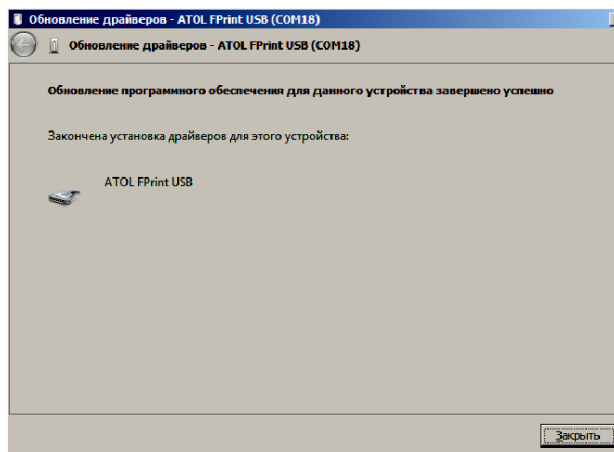 Обновление драйверов - ATOL FPrint USB (COM18)
Обновление драйверов - ATOL FPrint USB (COM18)
Обновление программного обеспечения для данного устройства завершено успешно
Закончена установка драйверов для этого устройства:
ATOL FPrint USB
Закрыть